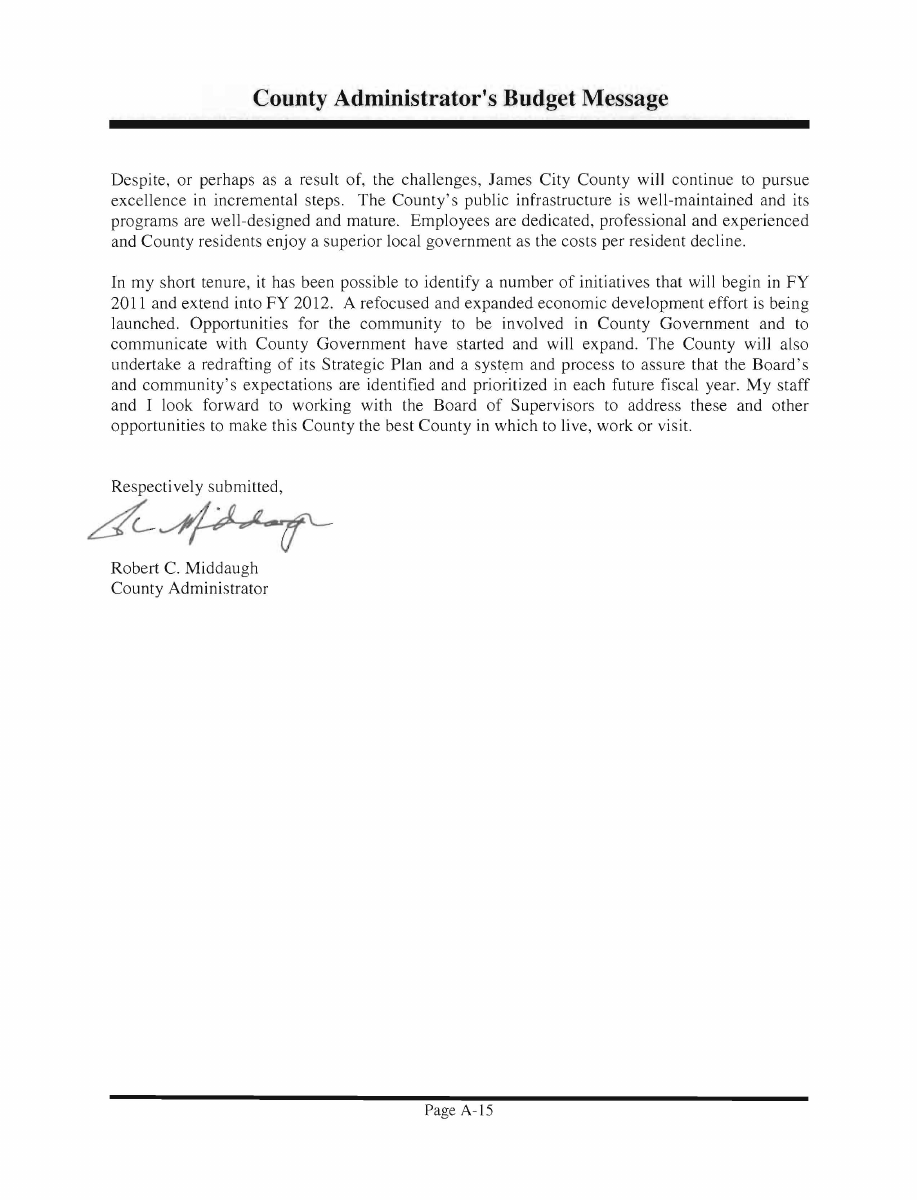 County Administrator's Budget Message
Despite, or perhaps as a result of, the challenges, James City County will continue to pursue
excellence in incremental steps. The County's public infrastructure is well-maintained and its
programs are well-designed and mature. Employees are dedicated, professional and experienced
and County residents enjoy a superior local government as the costs per resident decline.
In my short tenure, it has been possible to identify a number of initiatives that will begin in FY
2011 and extend into FY 2012. A refocused and expanded economic development effort is being
launched. Opportunities for the community to be involved in County Government and to
communicate with County Government have started and will expand. The County will also
undertake a redrafting of its Strategic Plan and a system and process to assure that the Board's
and community's expectations are identified and prioritized in each future fiscal year. My staff
and I look forward to working with the Board of Supervisors to address these and other
opportunities to make this County the best County in which to live, work or visit.
Respectively submitted,
Middaugh
Robert C. Middaugh
County Administrator
Page A-15